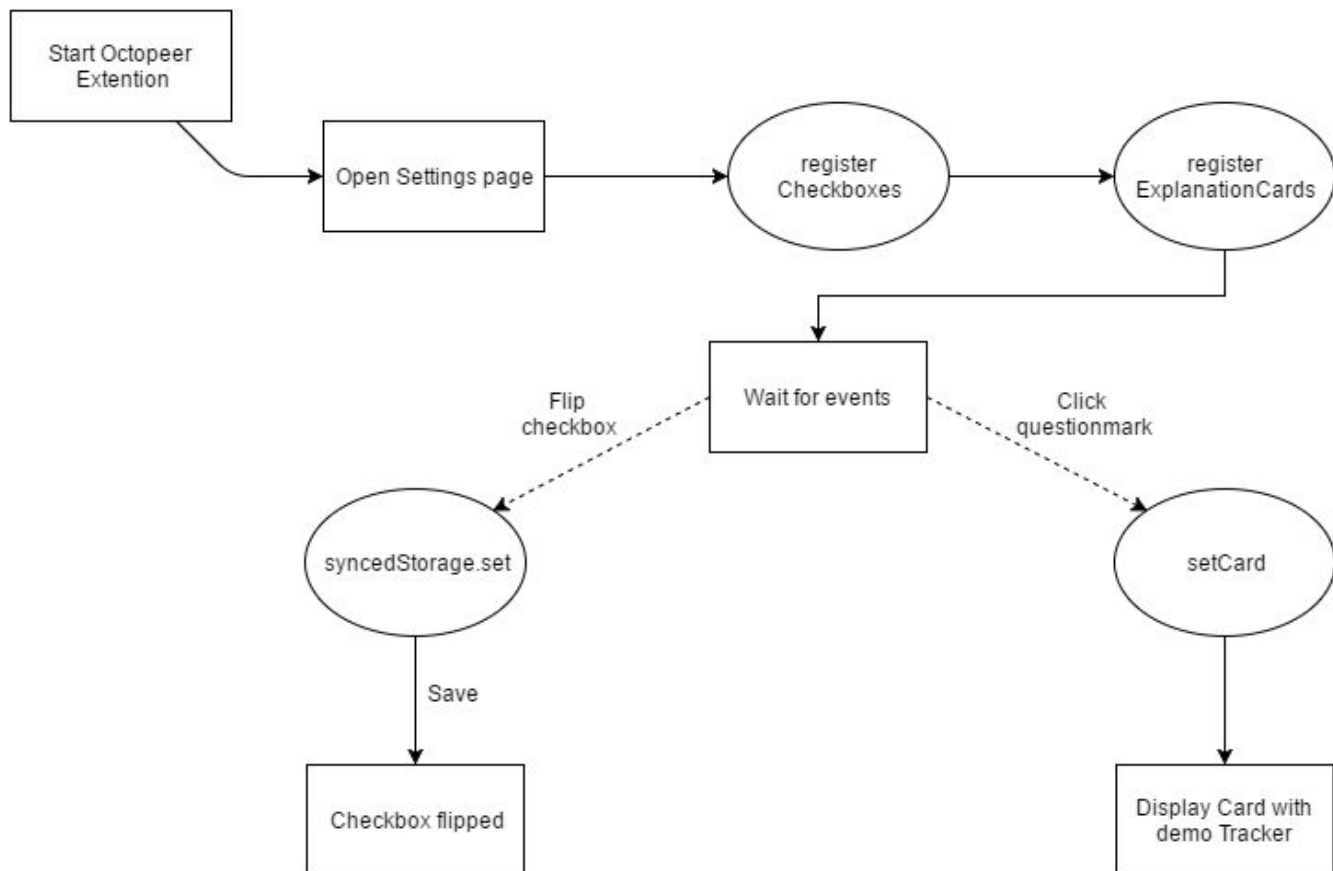 Start Octopeer
Extention
Open Settings page
register
Checkboxes
register
ExplanationCards
Wait for events
Flip
checkbox
Click
questionmark
syncedStorage.set
setCard
Save
Checkbox flipped
Display Card with
demo Tracker